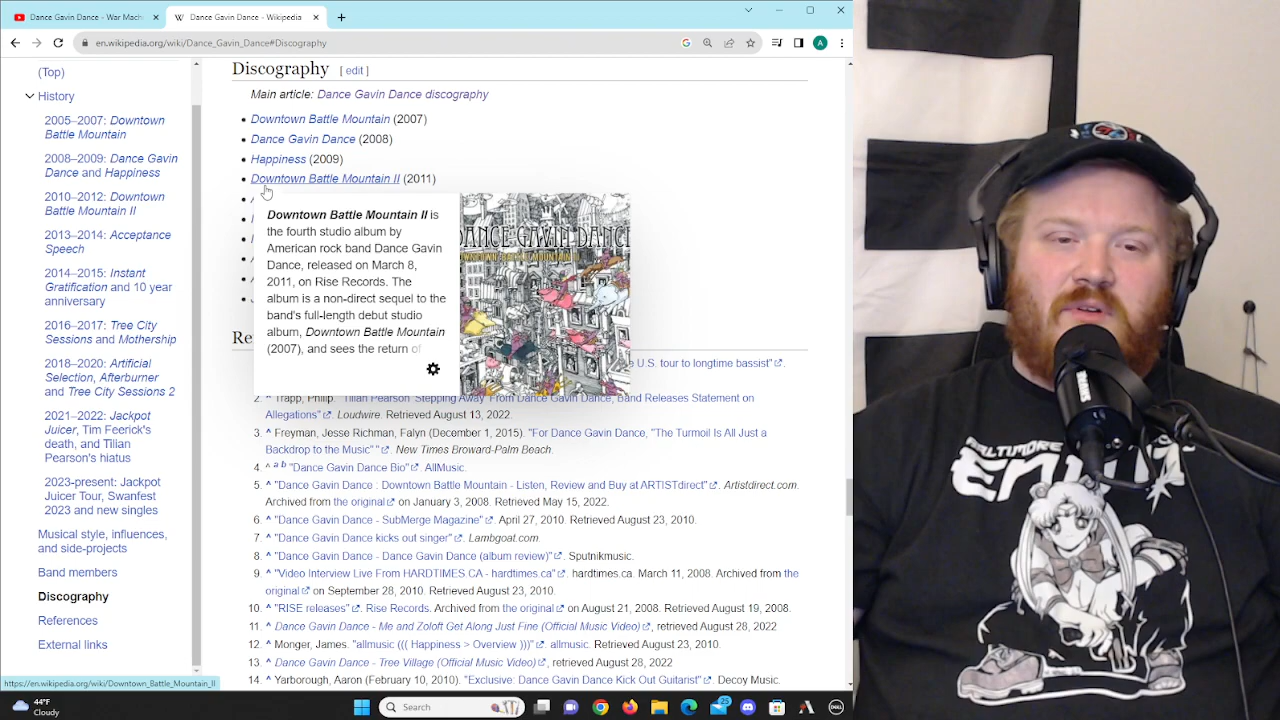 Dance Gavin Dance - War Mach
Dance Gavin Dance - Wikipedia
en.wikipedia.org/wiki/Dance_Gavin_Dance#Discography
A
(Top)
History
2005–2007: Downtown
Battle Mountain
2008–2009: Dance Gavin
Dance and Happiness
2010–2012: Downtown
Battle Mountain II
2013–2014: Acceptance
Speech
2014–2015: Instant
Gratification and 10 year
anniversary
2016–2017: Tree City
Sessions and Mothership
2018–2020: Artificial
Selection, Afterburner
and Tree City Sessions 2
2021–2022: Jackpot
Juicer, Tim Feerick's
death, and Tilian
Pearson's hiatus
2023-present: Jackpot
Juicer Tour, Swanfest
2023 and new singles
Musical style, influences,
and side-projects
Band members
Discography
References
External links
https://en.wikipedia.org/wiki/Downtown_Battle_Mountain_II
Discography [ edit ]
Main article: Dance Gavin Dance discography
• Downtown Battle Mountain (2007)
• Dance Gavin Dance (2008)
• Happiness (2009)
• Downtown Battle Mountain II (2011)
Downtown Battle Mountain II is
the fourth studio album by
American rock band Dance Gavin
Dance, released on March 8,
2011, on Rise Records. The
album is a non-direct sequel to the
band's full-length debut studio
album, Downtown Battle Mountain
(2007), and sees the return of
DANCE GAVIN DANCE
DOWNTOWN BATTLE MOUNTAIN II
Re
e U.S. tour to longtime bassist".
2. ^ Trapp, Philip. "Tilian Pearson 'Stepping Away' From Dance Gavin Dance, Band Releases Statement on
Allegations". Loudwire. Retrieved August 13, 2022.
3. ^ Freyman, Jesse Richman, Falyn (December 1, 2015). "For Dance Gavin Dance, "The Turmoil Is All Just a
Backdrop to the Music" ". New Times Broward-Palm Beach.
4. ^ a b "Dance Gavin Dance Bio". AllMusic.
5. ^ "Dance Gavin Dance : Downtown Battle Mountain - Listen, Review and Buy at ARTISTdirect". Artistdirect.com.
Archived from the original on January 3, 2008. Retrieved May 15, 2022.
6. ^ "Dance Gavin Dance - SubMerge Magazine". April 27, 2010. Retrieved August 23, 2010.
7. ^ "Dance Gavin Dance kicks out singer". Lambgoat.com.
8. ^ "Dance Gavin Dance - Dance Gavin Dance (album review)". Sputnikmusic.
9. ^ "Video Interview Live From HARDTIMES.CA - hardtimes.ca". hardtimes.ca. March 11, 2008. Archived from the
original on September 28, 2010. Retrieved August 23, 2010.
10. ^ "RISE releases". Rise Records. Archived from the original on August 21, 2008. Retrieved August 19, 2008.
11. ^ Dance Gavin Dance - Me and Zoloft Get Along Just Fine (Official Music Video), retrieved August 28, 2022
12. ^ Monger, James. "allmusic ((( Happiness > Overview )))". allmusic. Retrieved August 23, 2010.
13. ^ Dance Gavin Dance - Tree Village (Official Music Video), retrieved August 28, 2022
14. ^ Yarborough, Aaron (February 10, 2010). "Exclusive: Dance Gavin Dance Kick Out Guitarist". Decoy Music.
44°F
Cloudy
Search
25
DELL
BALTIMORE